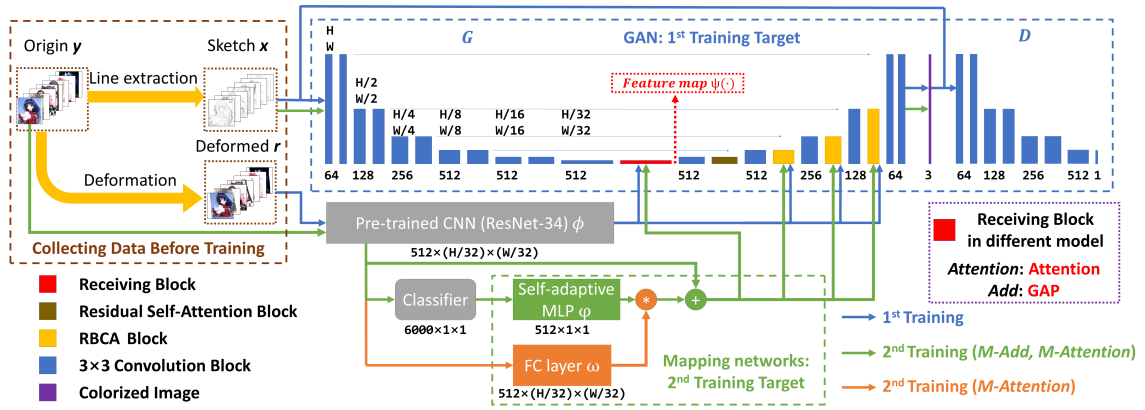 Origin y
Sketch x
Line extraction
Deformed r
Deformation
Collecting Data Before Training
G
GAN: 1st Training Target
D
H
W
H/2
W/2
H/4
W/4
H/8
W/8
H/16
W/16
H/32
W/32
Feature map ψ(·)
64
128
256
512
512
512
512
512
256
128
64
3
64
128
256
512
1
Pre-trained CNN (ResNet-34) ϕ
512×(H/32)×(W/32)
Classifier
6000×1×1
Self-adaptive
MLP φ
512×1×1
*
+
FC layer ω
512×(H/32)×(W/32)
Mapping networks:
2nd Training Target
Receiving Block
Residual Self-Attention Block
RBCA Block
3×3 Convolution Block
Colorized Image
Receiving Block
in different model
Attention: Attention
Add: GAP
1st Training
2nd Training (M-Add, M-Attention)
2nd Training (M-Attention)